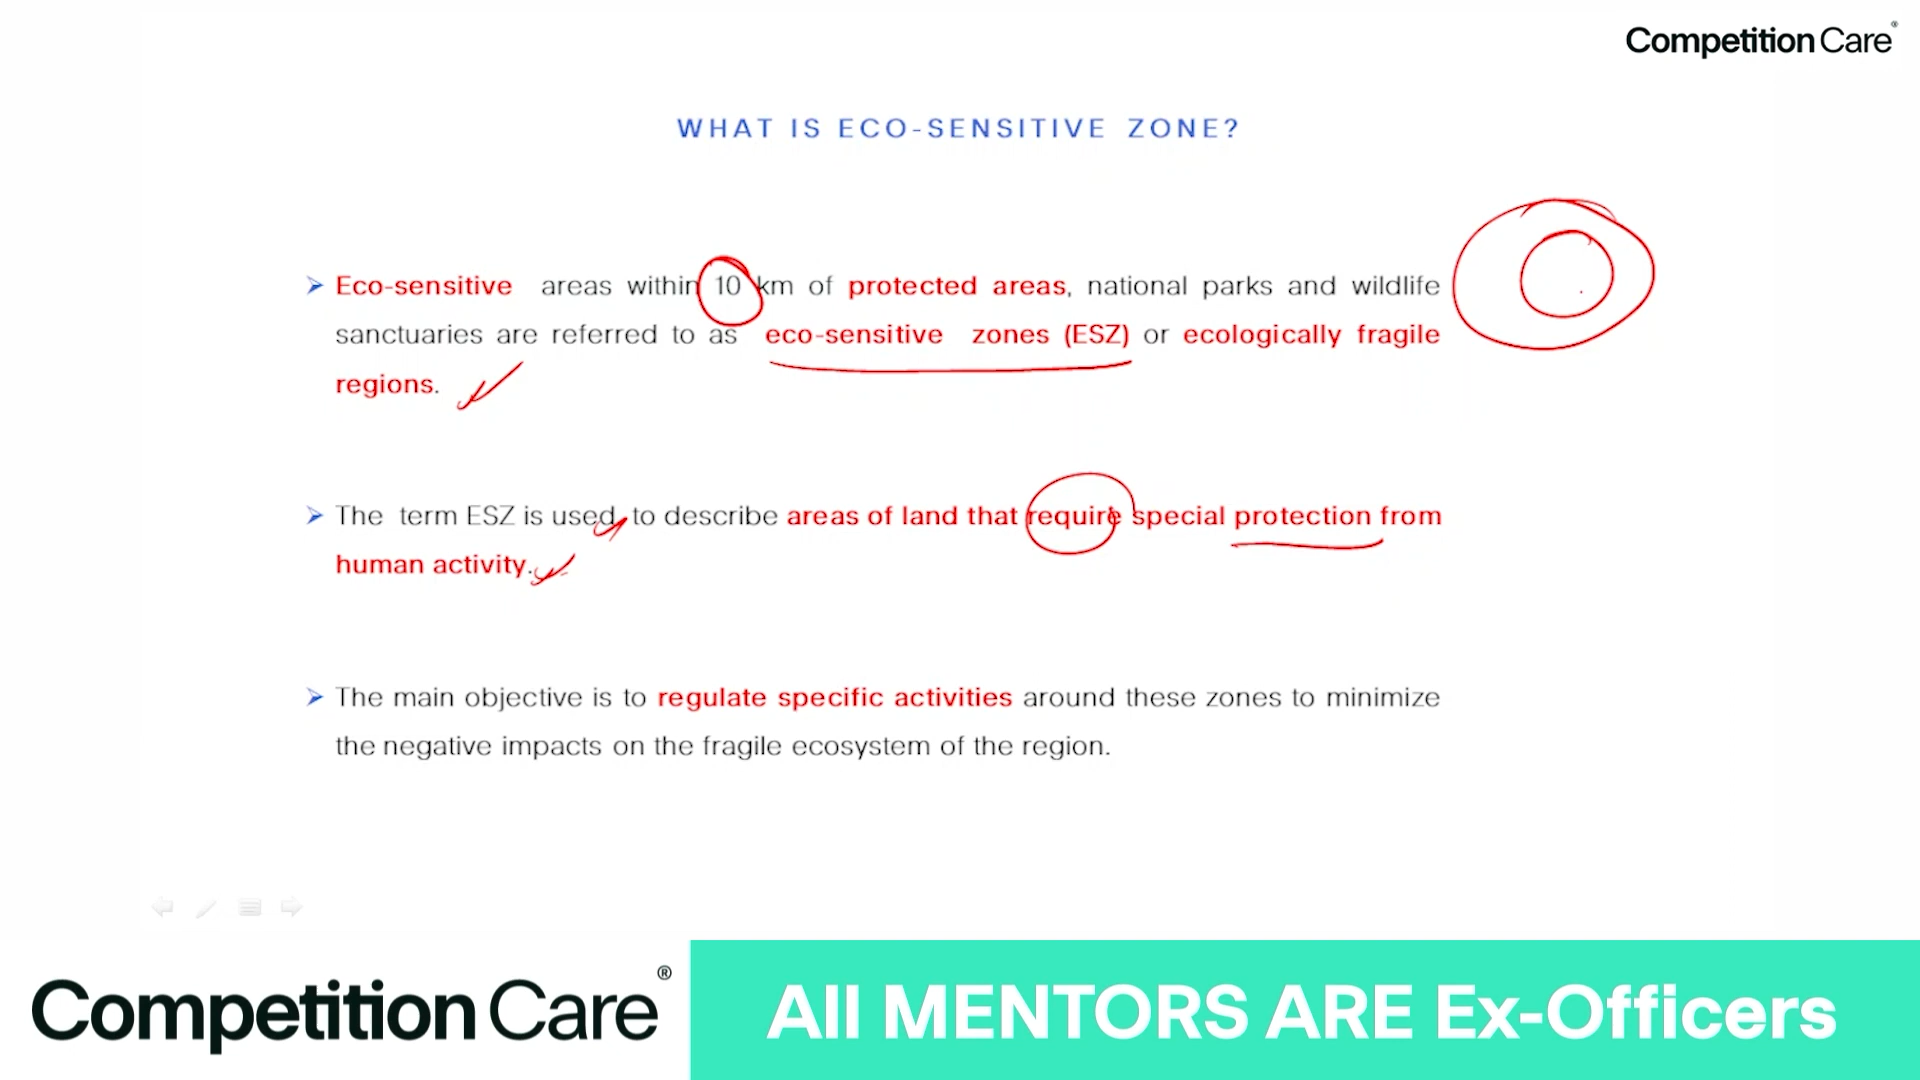 Competition Care®
WHAT IS ECO-SENSITIVE ZONE?
➢ Eco-sensitive areas within 10 km of protected areas, national parks and wildlife
sanctuaries are referred to as eco-sensitive zones (ESZ) or ecologically fragile
regions.
➢ The term ESZ is used to describe areas of land that require special protection from
human activity.
➢ The main objective is to regulate specific activities around these zones to minimize
the negative impacts on the fragile ecosystem of the region.
Competition Care®
All MENTORS ARE Ex-Officers